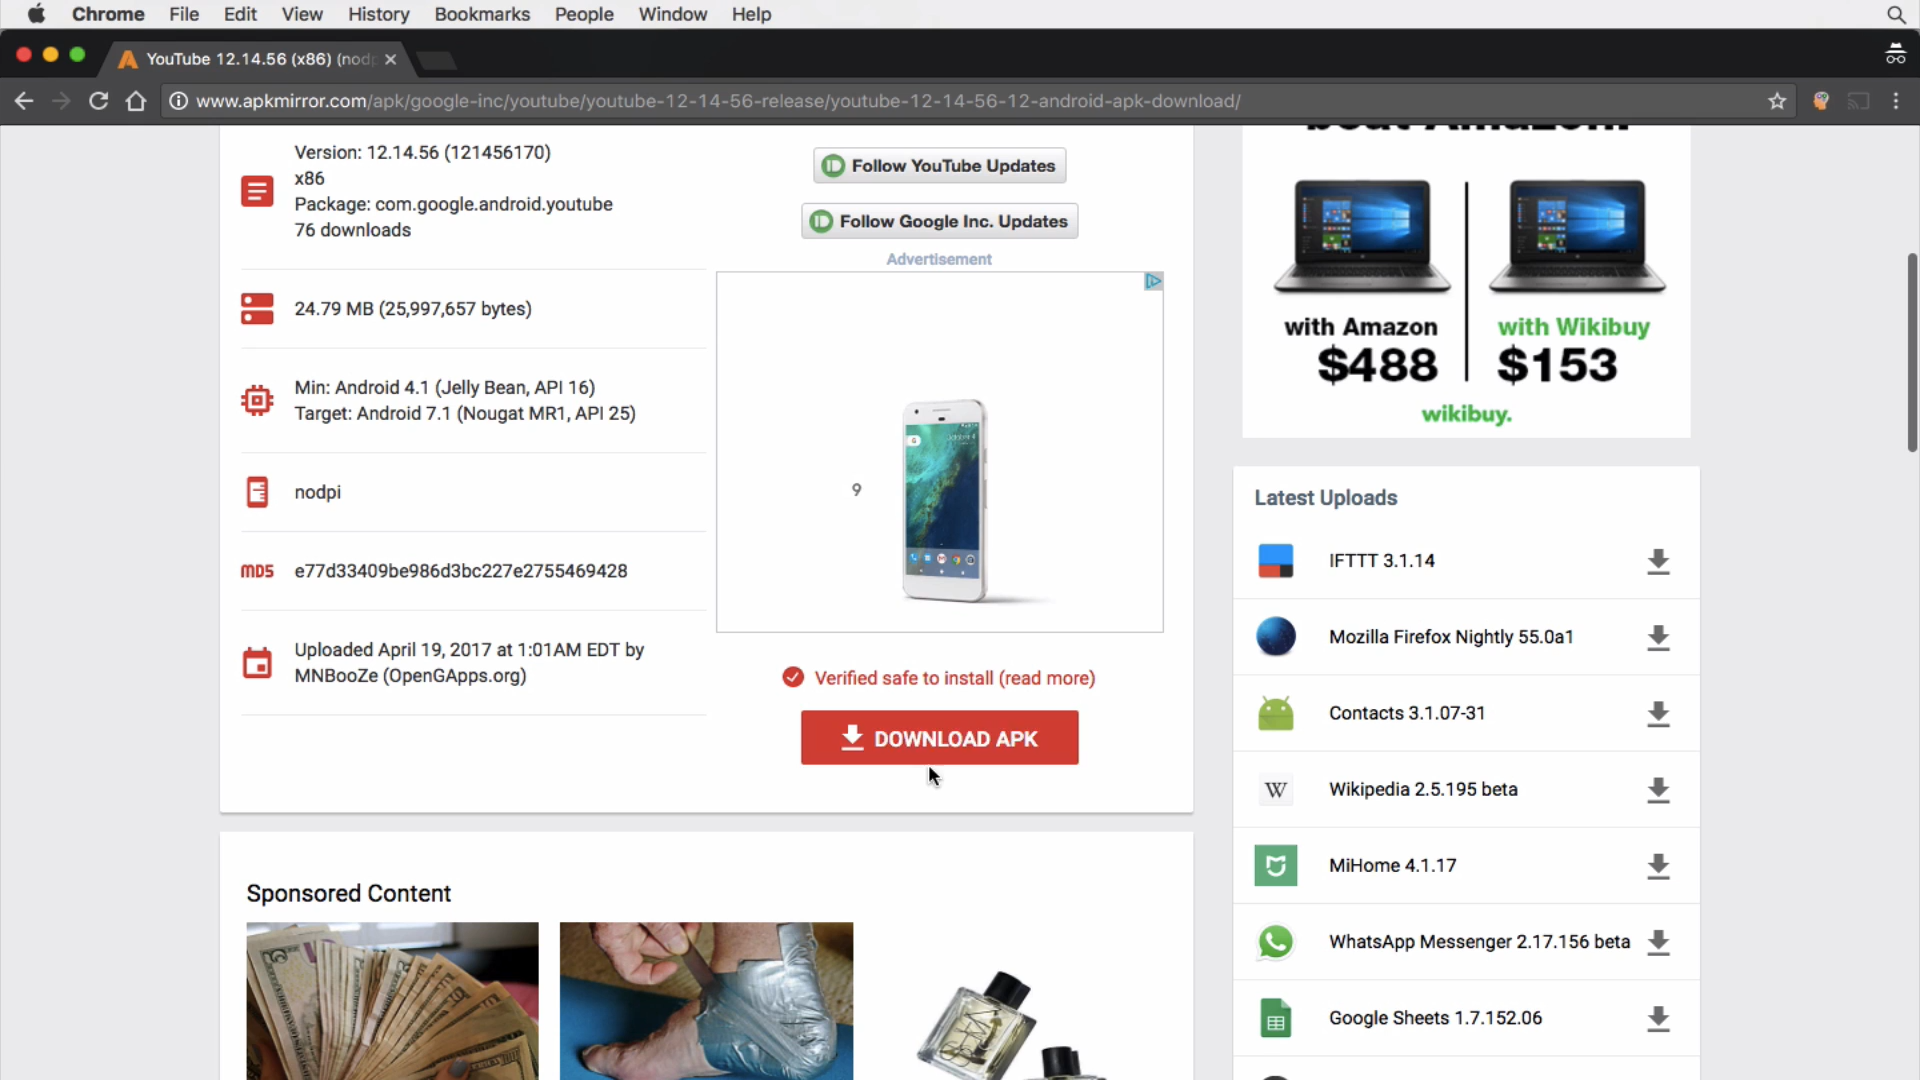 Chrome File Edit View History Bookmarks People Window Help
YouTube 12.14.56 (x86) (nodp
www.apkmirror.com/apk/google-inc/youtube/youtube-12-14-56-release/youtube-12-14-56-12-android-apk-download/
Version: 12.14.56 (121456170)
x86
Package: com.google.android.youtube
76 downloads
24.79 MB (25,997,657 bytes)
Min: Android 4.1 (Jelly Bean, API 16)
Target: Android 7.1 (Nougat MR1, API 25)
nodpi
MD5 e77d33409be986d3bc227e2755469428
Uploaded April 19, 2017 at 1:01AM EDT by
MNBooZe (OpenGApps.org)
Follow YouTube Updates
Follow Google Inc. Updates
Advertisement
9
Verified safe to install (read more)
DOWNLOAD APK
Sponsored Content
beat Amazon!
with Amazon
$488
with Wikibuy
$153
wikibuy.
Latest Uploads
IFTTT 3.1.14
Mozilla Firefox Nightly 55.0a1
Contacts 3.1.07-31
W Wikipedia 2.5.195 beta
MiHome 4.1.17
WhatsApp Messenger 2.17.156 beta
Google Sheets 1.7.152.06